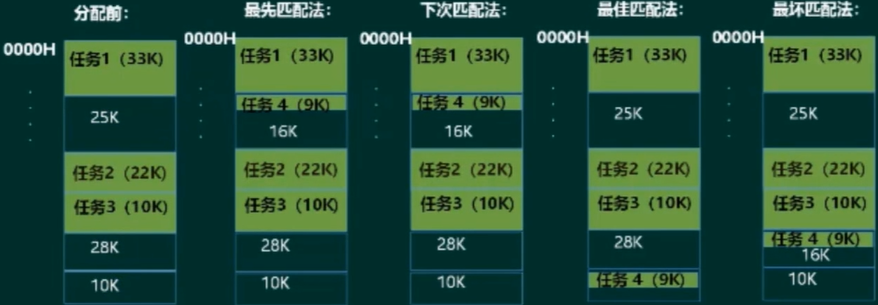 分配前：
0000H
任务1（33K）
25K
任务2（22K）
任务3（10K）
28K
10K
最先匹配法：
0000H
任务1（33K）
任务 4（9K）
16K
任务2（22K）
任务3（10K）
28K
10K
下次匹配法：
0000H
任务1（33K）
任务 4（9K）
16K
任务2（22K）
任务3（10K）
28K
10K
最佳匹配法：
0000H
任务1（33K）
25K
任务2（22K）
任务3（10K）
28K
任务 4（9K）
最坏匹配法：
0000H
任务1（33K）
25K
任务2（22K）
任务3（10K）
任务 4（9K）
16K
10K